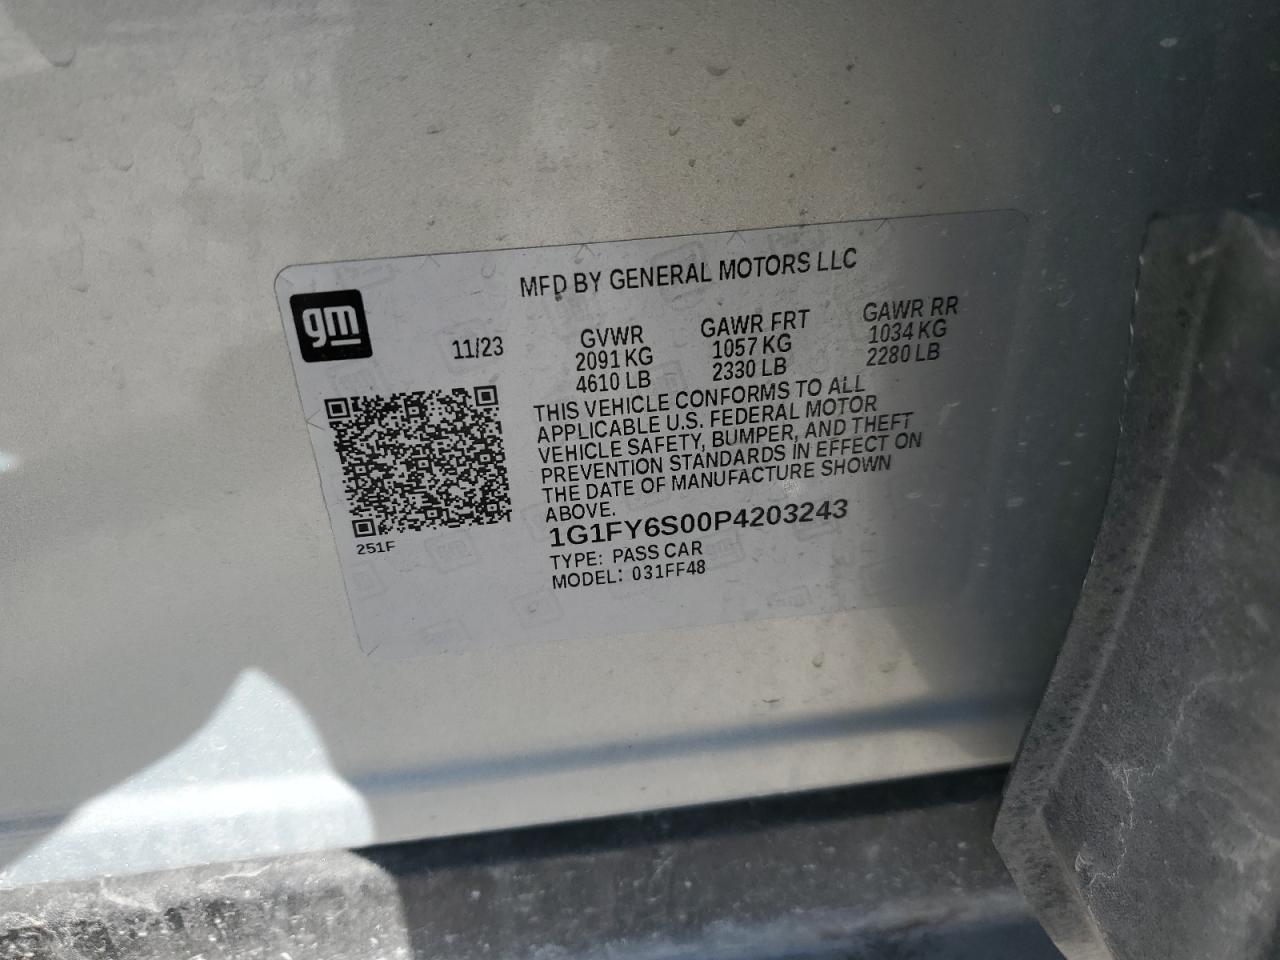 MFD BY GENERAL MOTORS LLC
gm
11/23
GVWR
2091 KG
4610 LB
GAWR FRT
1057 KG
2330 LB
GAWR RR
1034 KG
2280 LB
THIS VEHICLE CONFORMS TO ALL
APPLICABLE U.S. FEDERAL MOTOR
VEHICLE SAFETY, BUMPER, AND THEFT
PREVENTION STANDARDS IN EFFECT ON
THE DATE OF MANUFACTURE SHOWN
ABOVE.
1G1FY6S00P4203243
TYPE: PASS CAR
MODEL: 031FF48
251F